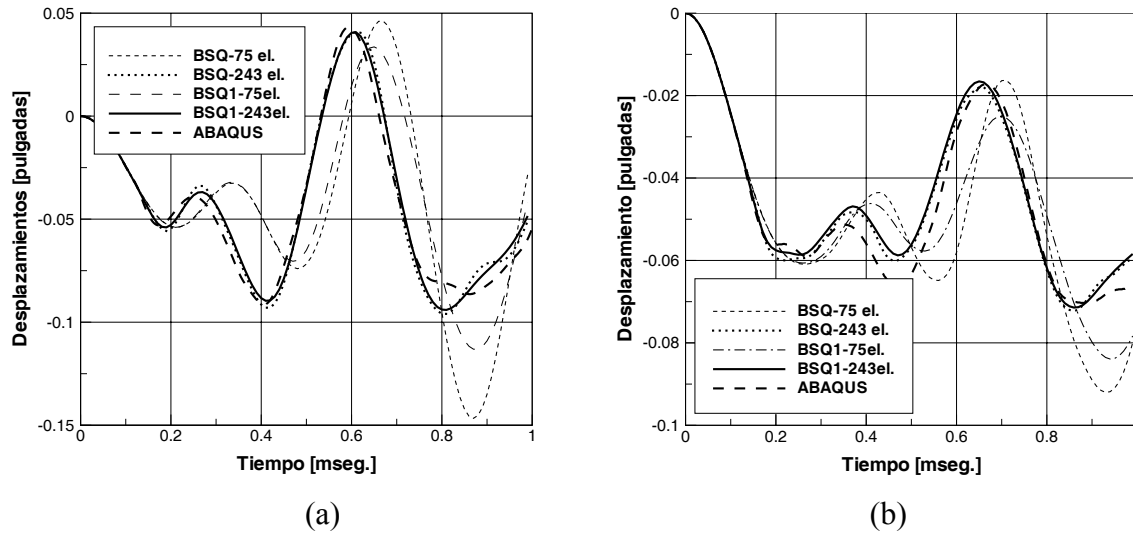 0.05
0
-0.05
-0.1
-0.15
Desplazamientos [pulgadas]
BSQ-75 el.
BSQ-243 el.
BSQ1-75el.
BSQ1-243el.
ABAQUS
0
0.2
0.4
0.6
0.8
1
Tiempo [mseg.]
(a)
0
-0.02
-0.04
-0.06
-0.08
-0.1
Desplazamiento [pulgadas]
BSQ-75 el.
BSQ-243 el.
BSQ1-75el.
BSQ1-243el.
ABAQUS
0
0.2
0.4
0.6
0.8
Tiempo [mseg.]
(b)